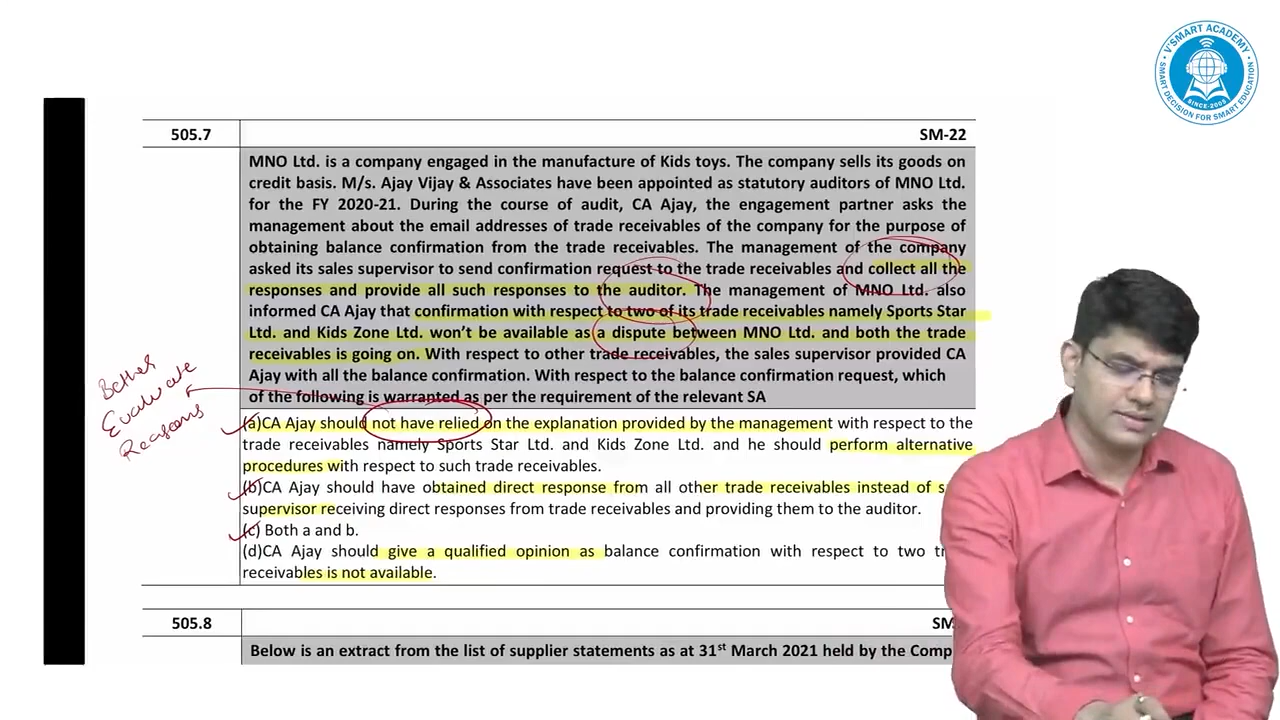 V'SMART ACADEMY
SMART DECISION FOR SMART EDUCATION
SINCE-2005
505.7
SM-22
MNO Ltd. is a company engaged in the manufacture of Kids toys. The company sells its goods on
credit basis. M/s. Ajay Vijay & Associates have been appointed as statutory auditors of MNO Ltd.
for the FY 2020-21. During the course of audit, CA Ajay, the engagement partner asks the
management about the email addresses of trade receivables of the company for the purpose of
obtaining balance confirmation from the trade receivables. The management of the company
asked its sales supervisor to send confirmation request to the trade receivables and collect all the
responses and provide all such responses to the auditor. The management of MNO Ltd. also
informed CA Ajay that confirmation with respect to two of its trade receivables namely Sports Star
Ltd. and Kids Zone Ltd. won't be available as a dispute between MNO Ltd. and both the trade
receivables is going on. With respect to other trade receivables, the sales supervisor provided CA
Ajay with all the balance confirmation. With respect to the balance confirmation request, which
of the following is warranted as per the requirement of the relevant SA
Better
Evaluate
Reasons
(a)CA Ajay should not have relied on the explanation provided by the management with respect to the
trade receivables namely Sports Star Ltd. and Kids Zone Ltd. and he should perform alternative
procedures with respect to such trade receivables.
(b)CA Ajay should have obtained direct response from all other trade receivables instead of
supervisor receiving direct responses from trade receivables and providing them to the auditor.
(c) Both a and b.
(d)CA Ajay should give a qualified opinion as balance confirmation with respect to two
receivables is not available.
505.8
Below is an extract from the list of supplier statements as at 31st March 2021 held by the